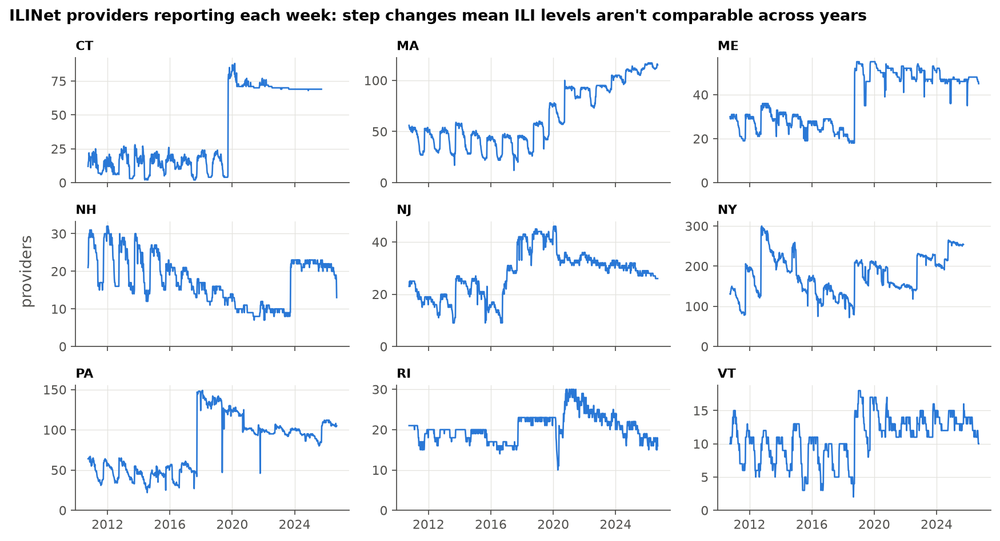 ILINet providers reporting each week: step changes mean ILI levels aren't comparable across years
CT
MA
ME
75
50
25
0
100
50
0
40
20
0
NH
NJ
NY
providers
30
20
10
0
40
20
0
300
200
100
0
PA
RI
VT
150
100
50
0
30
20
10
0
15
10
5
0
2012 2016 2020 2024
2012 2016 2020 2024
2012 2016 2020 2024